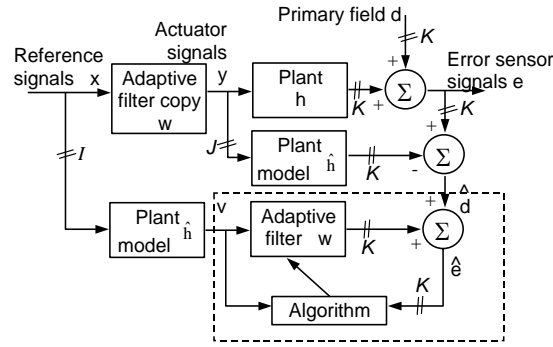 Primary field d
K
Reference
signals x
Actuator
signals
y
Error sensor
signals e
Adaptive
filter copy
w
Plant
h
K
+
+
Σ
K
I
J
Plant
model ĥ
K
+
-
Σ
d̂
Plant
model ĥ
v
Adaptive
filter w
K
+
+
Σ
ê
Algorithm
K